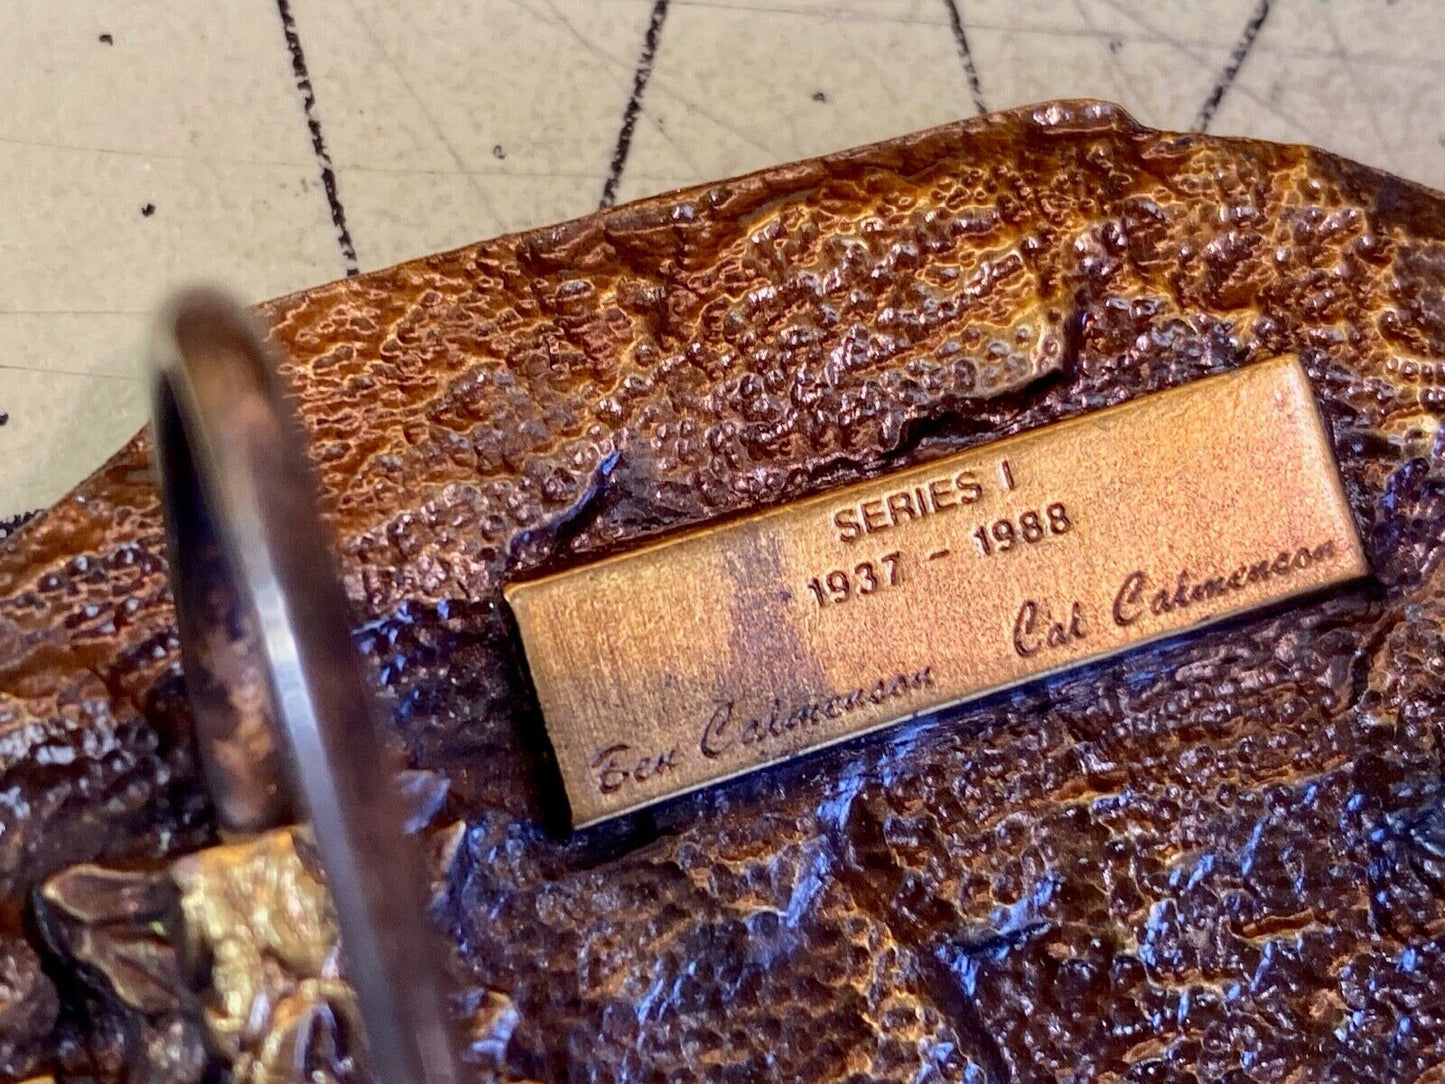 SERIES I
1937 - 1988
Ben Calmenson
Cal Calmenson